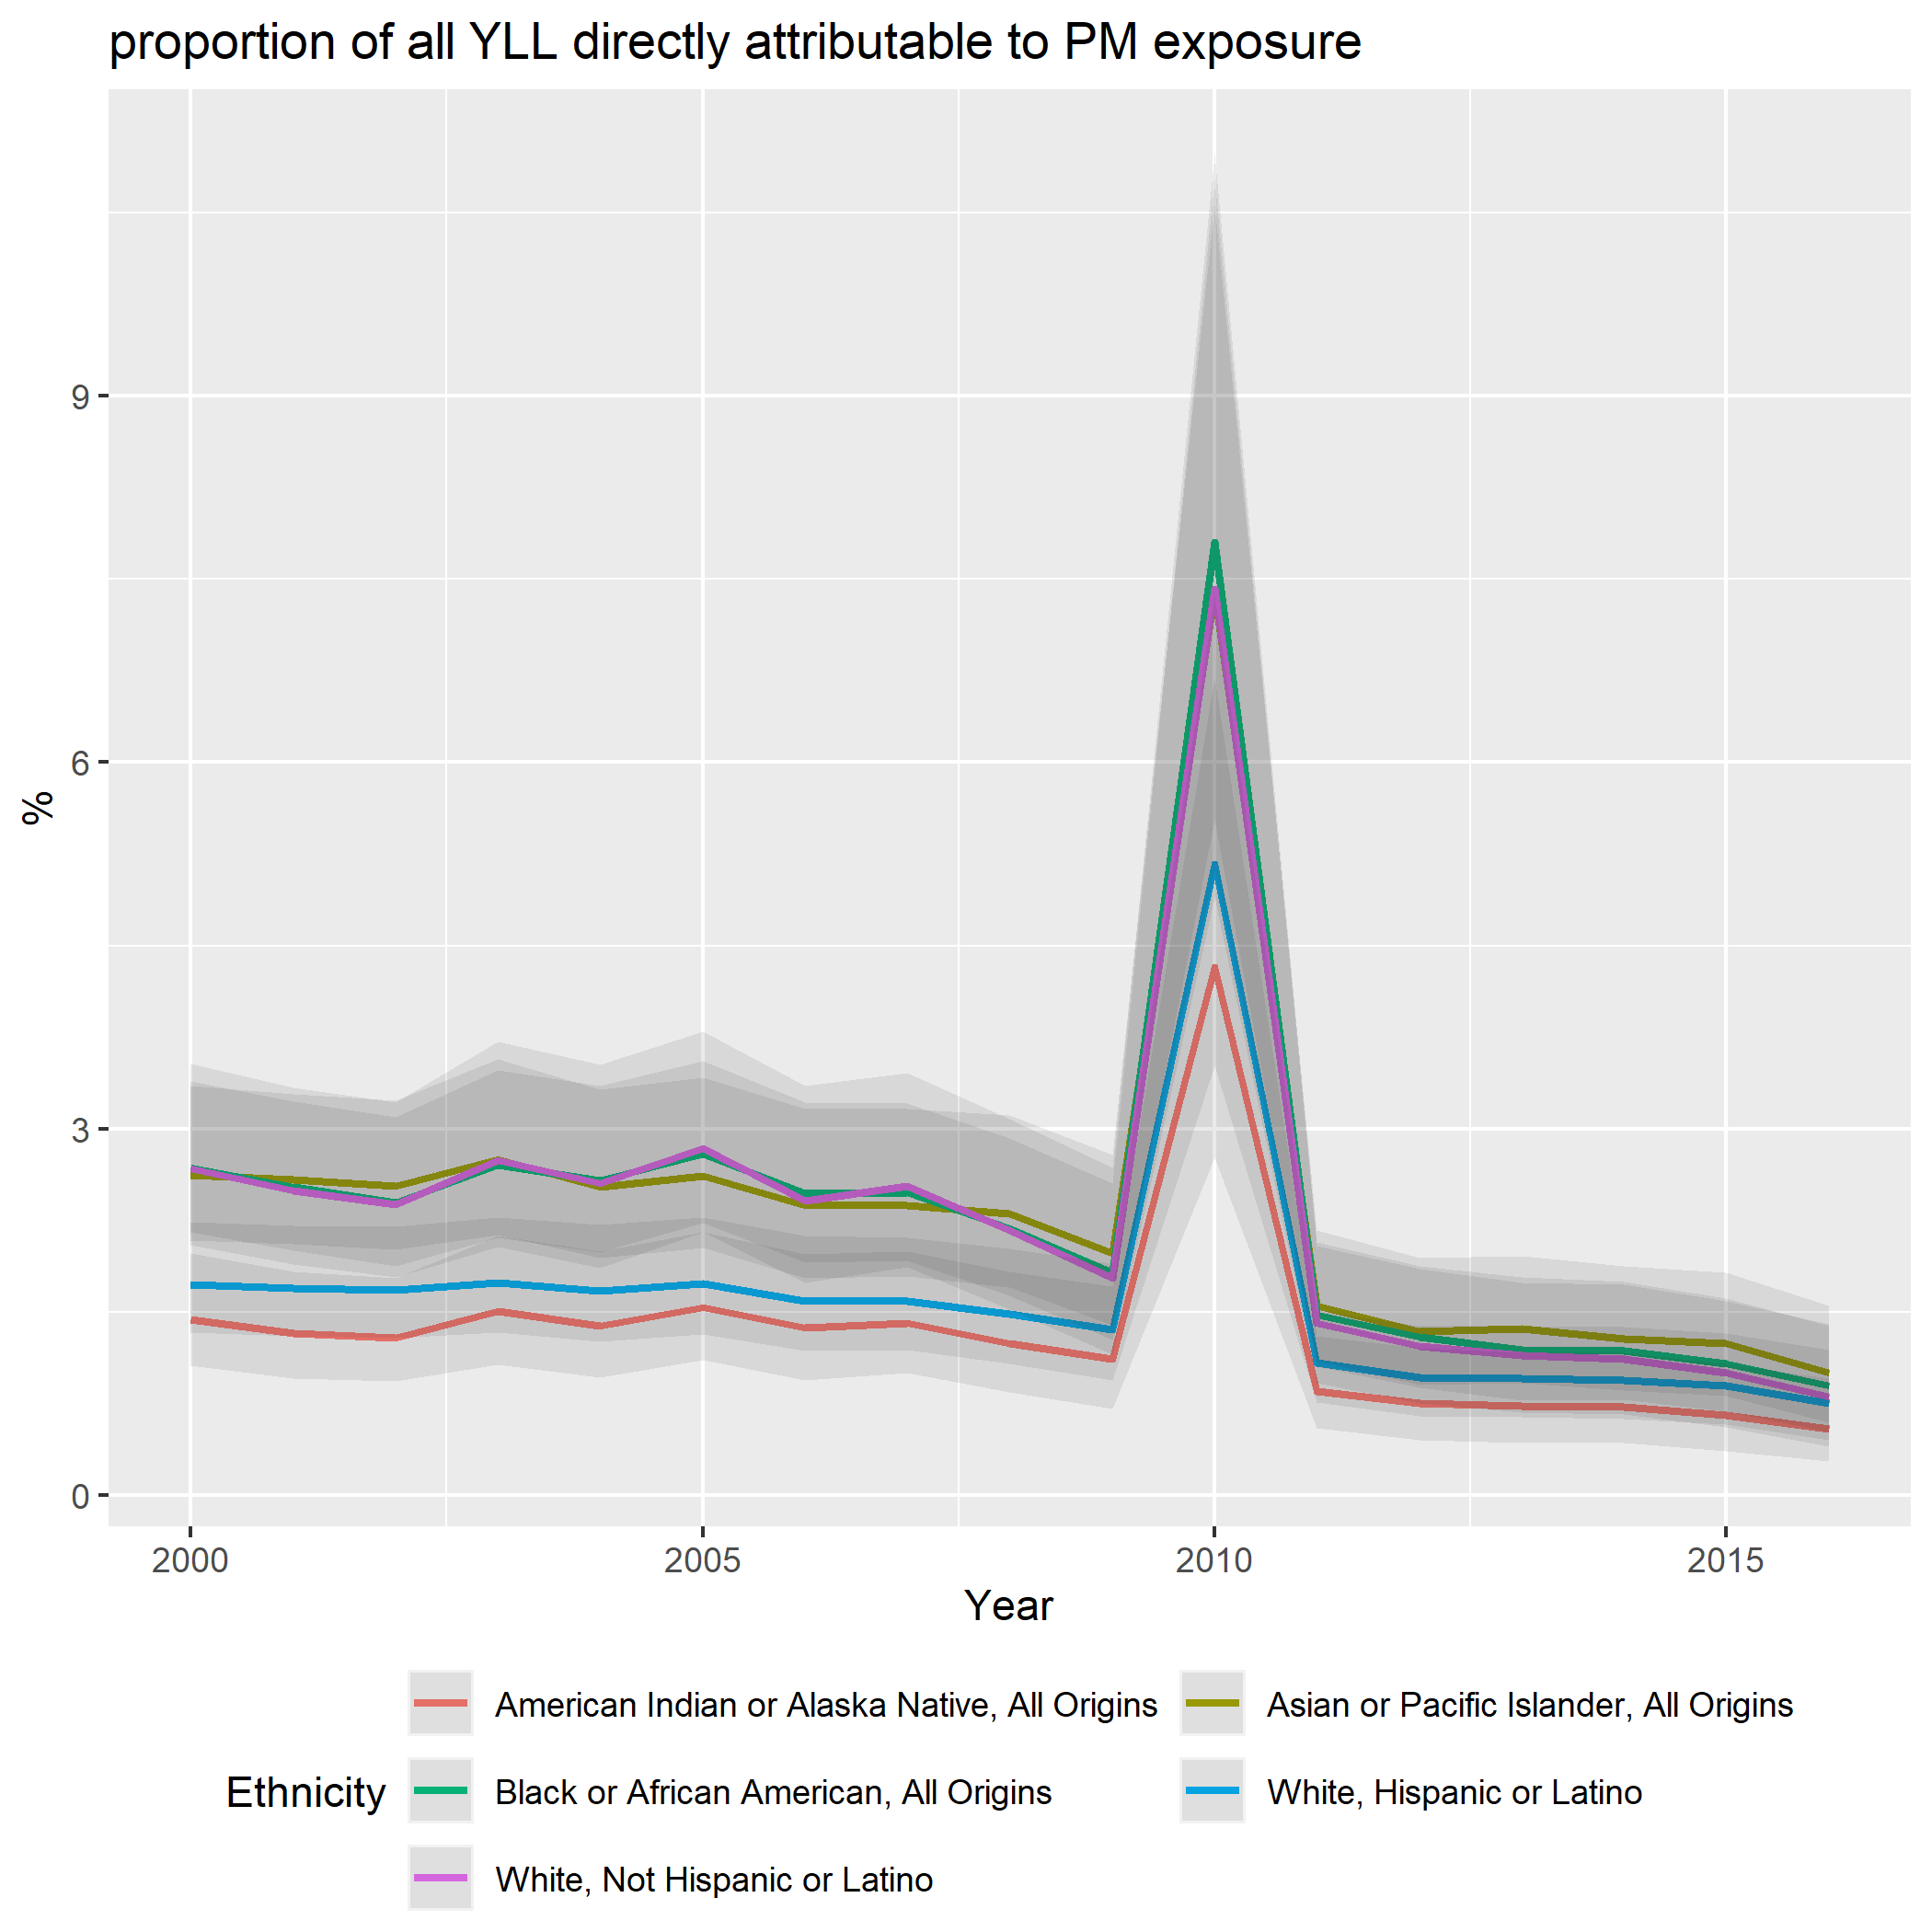 proportion of all YLL directly attributable to PM exposure
9
6
%
3
0
2000 2005 2010 2015
Year
American Indian or Alaska Native, All Origins Asian or Pacific Islander, All Origins
Ethnicity Black or African American, All Origins White, Hispanic or Latino
White, Not Hispanic or Latino